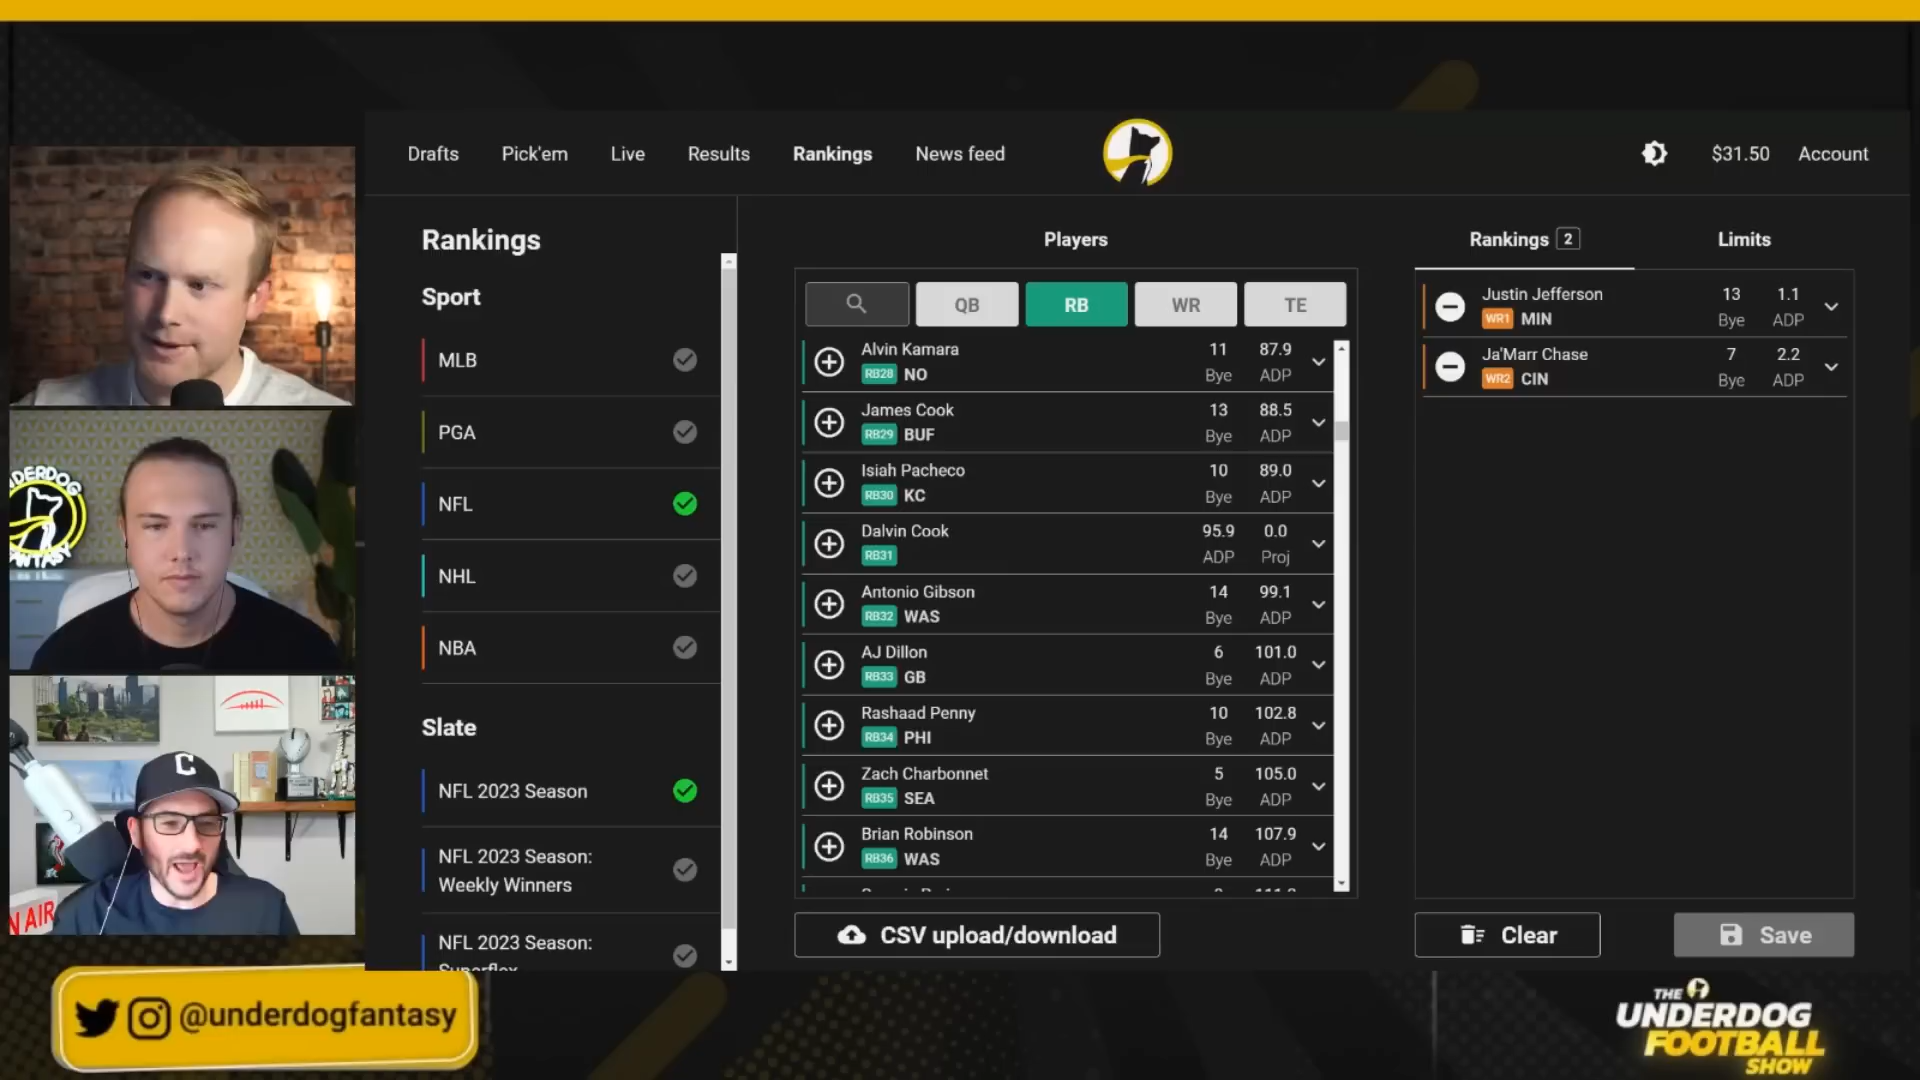 Drafts Pick'em Live Results Rankings News feed $31.50 Account
Rankings
Sport
MLB
PGA
NFL
NHL
NBA
Slate
NFL 2023 Season
NFL 2023 Season:
Weekly Winners
NFL 2023 Season:
Superflex
Players
QB RB WR TE
Alvin Kamara 11 87.9
RB28 NO Bye ADP
James Cook 13 88.5
RB29 BUF Bye ADP
Isiah Pacheco 10 89.0
RB30 KC Bye ADP
Dalvin Cook 95.9 0.0
RB31 ADP Proj
Antonio Gibson 14 99.1
RB32 WAS Bye ADP
AJ Dillon 6 101.0
RB33 GB Bye ADP
Rashaad Penny 10 102.8
RB34 PHI Bye ADP
Zach Charbonnet 5 105.0
RB35 SEA Bye ADP
Brian Robinson 14 107.9
RB36 WAS Bye ADP
CSV upload/download
Rankings 2 Limits
Justin Jefferson 13 1.1
WR1 MIN Bye ADP
Ja'Marr Chase 7 2.2
WR2 CIN Bye ADP
Clear Save
C
N AIR
@underdogfantasy
THE
UNDERDOG
FOOTBALL
SHOW